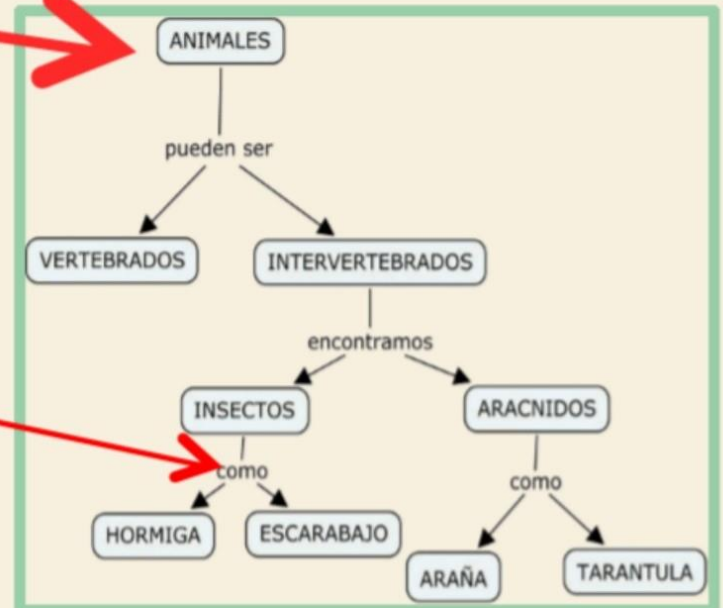 ANIMALES
pueden ser
VERTEBRADOS
INTERVERTEBRADOS
encontramos
INSECTOS
ARACNIDOS
como
como
HORMIGA
ESCARABAJO
ARAÑA
TARANTULA